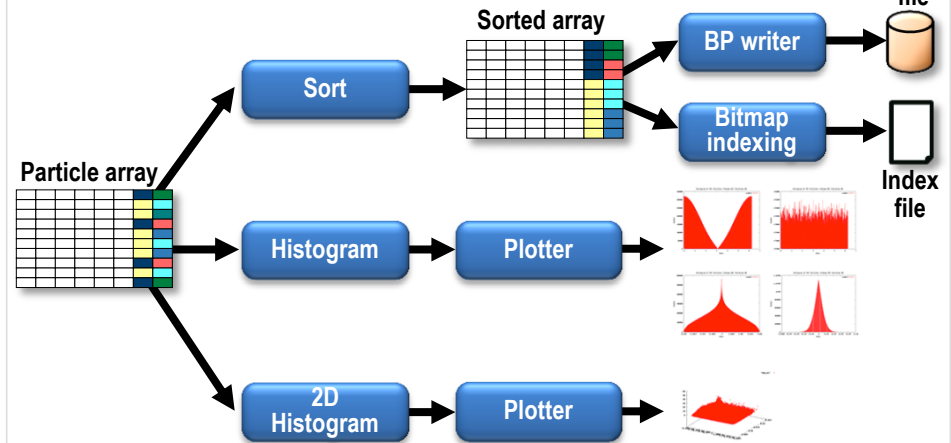 file
Sorted array
BP writer
Sort
Bitmap
indexing
Particle array
Index
file
Histogram
Plotter
2D
Histogram
Plotter